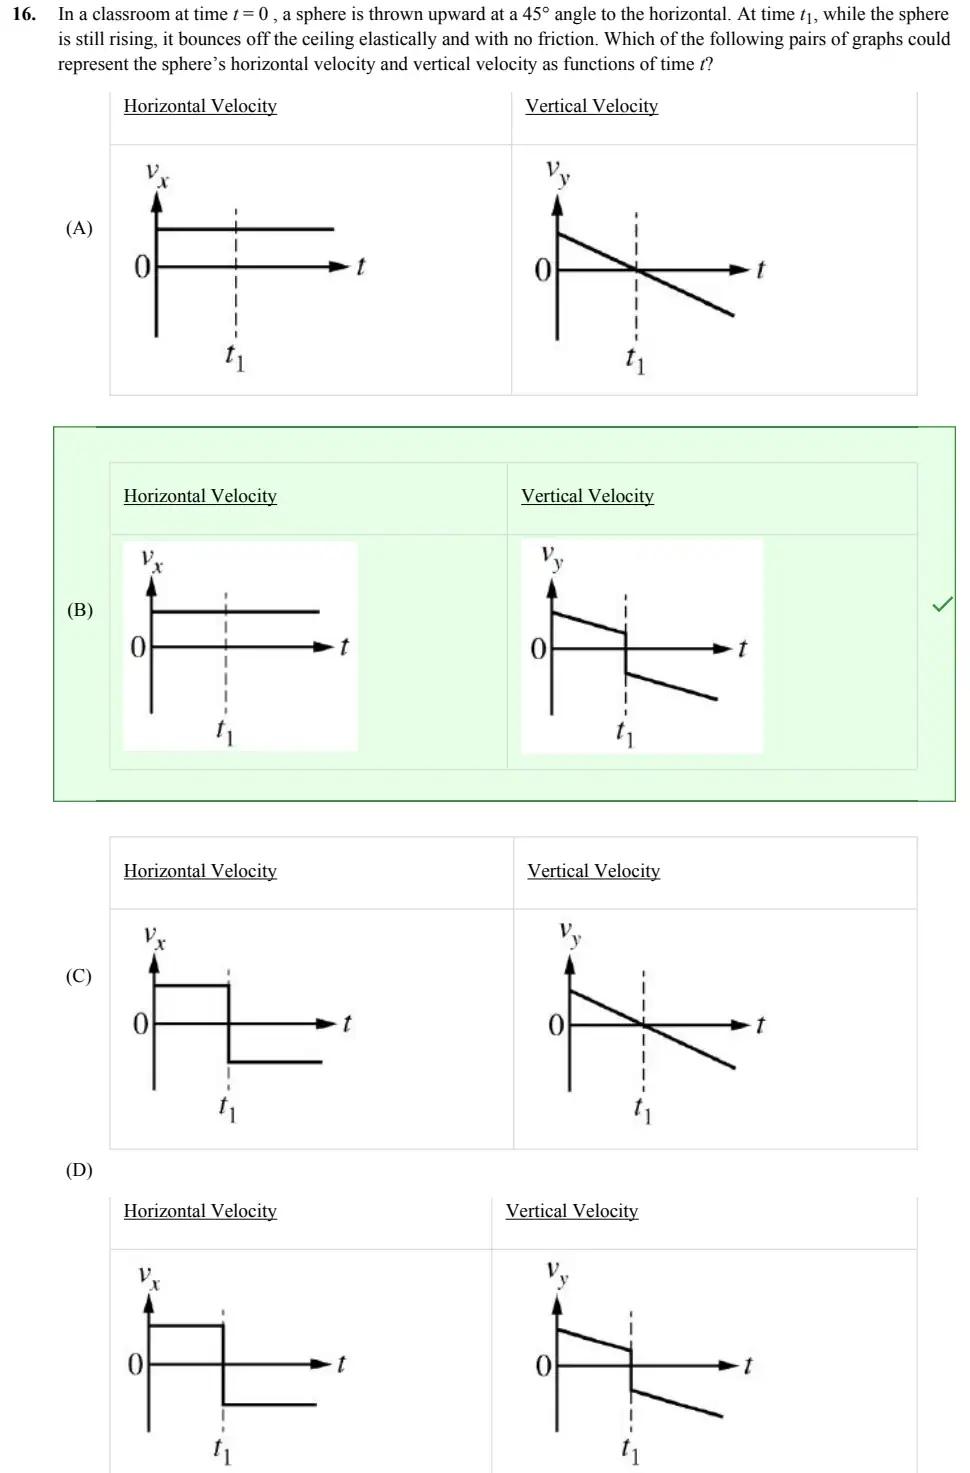 16. In a classroom at time t = 0 , a sphere is thrown upward at a 45° angle to the horizontal. At time t₁, while the sphere
is still rising, it bounces off the ceiling elastically and with no friction. Which of the following pairs of graphs could
represent the sphere’s horizontal velocity and vertical velocity as functions of time t?
Horizontal Velocity Vertical Velocity
(A)
vₓ
0
t
t₁
v_y
0
t
t₁
Horizontal Velocity Vertical Velocity
(B)
vₓ
0
t
t₁
v_y
0
t
t₁
Horizontal Velocity Vertical Velocity
(C)
vₓ
0
t
t₁
v_y
0
t
t₁
(D)
Horizontal Velocity Vertical Velocity
vₓ
0
t
t₁
v_y
0
t
t₁